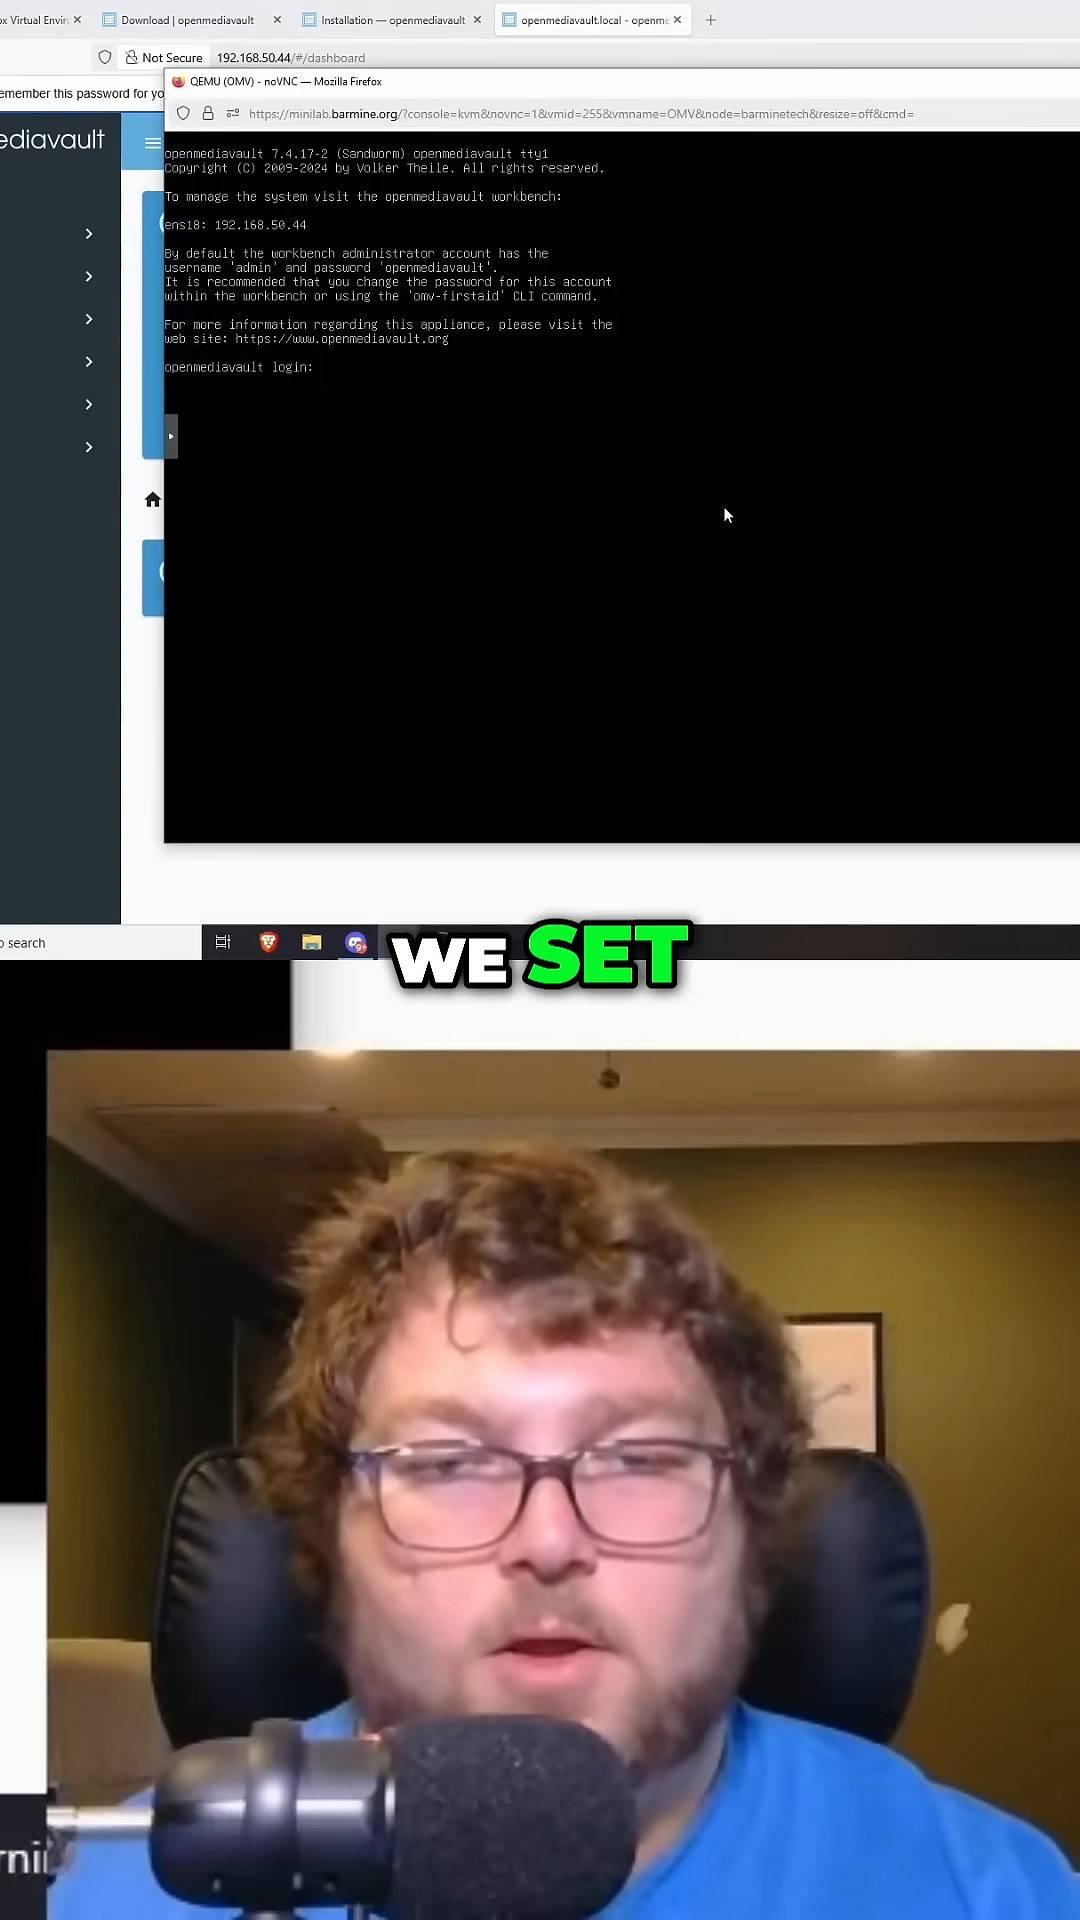 ox Virtual Envir
Download | openmediavault
Installation — openmediavault
openmediavault.local - openme
Not Secure
192.168.50.44/#/dashboard
emember this password for yo
QEMU (OMV) - noVNC — Mozilla Firefox
https://minilab.barmine.org/?console=kvm&novnc=1&vmid=255&vmname=OMV&node=barminetech&resize=off&cmd=
ediavault
openmediavault 7.4.17-2 (Sandworm) openmediavault tty1
Copyright (C) 2009-2024 by Volker Theile. All rights reserved.
To manage the system visit the openmediavault workbench:
ens18: 192.168.50.44
By default the workbench administrator account has the
username 'admin' and password 'openmediavault'.
It is recommended that you change the password for this account
within the workbench or using the 'omv-firstaid' CLI command.
For more information regarding this appliance, please visit the
web site: https://www.openmediavault.org
openmediavault login:
o search
9+
WE SET